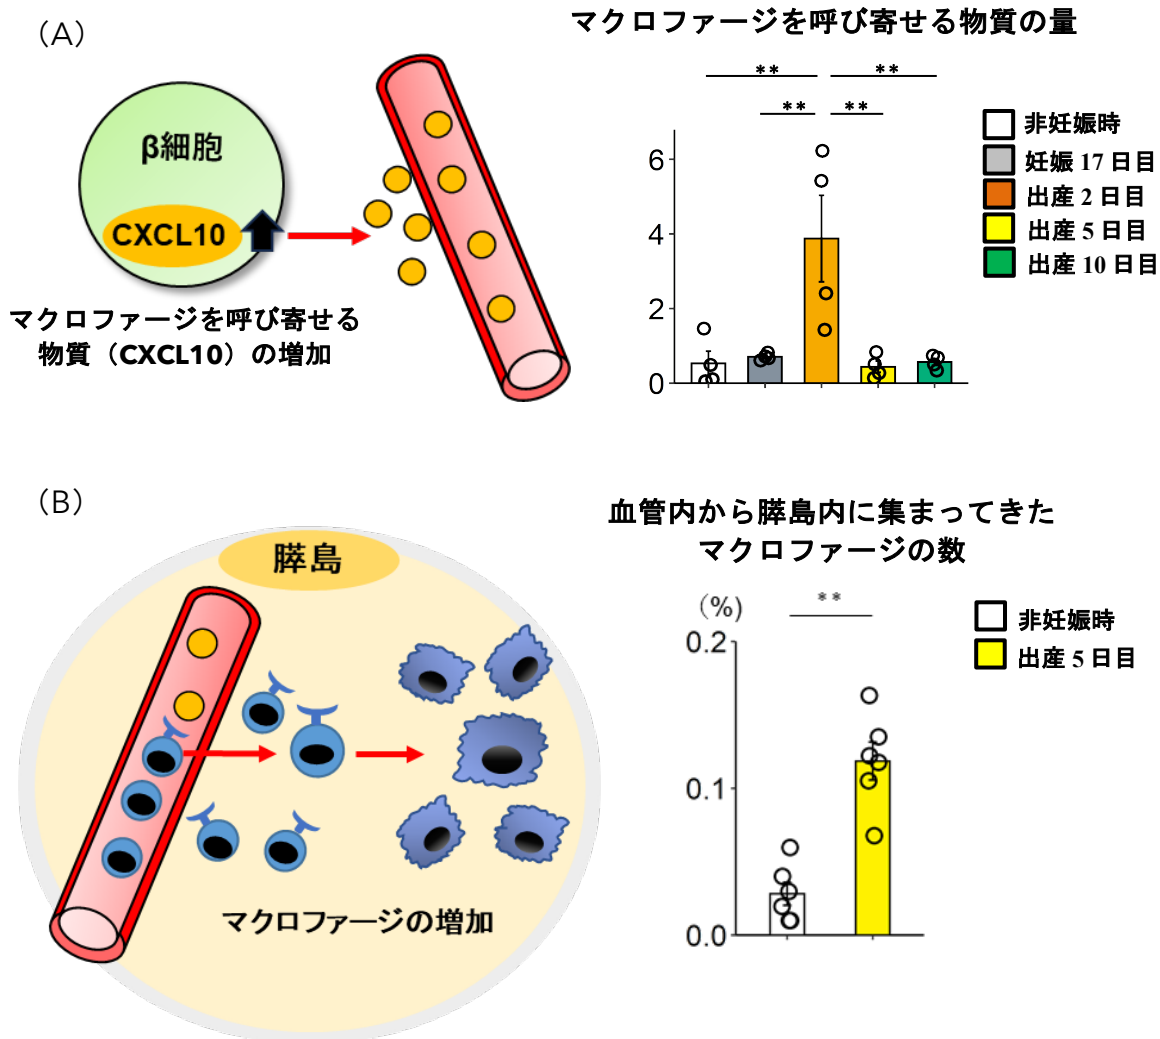 （A）
マクロファージを呼び寄せる物質の量
β細胞
CXCL10
マクロファージを呼び寄せる
物質（CXCL10）の増加
** **
** **
6
4
2
0
非妊娠時
妊娠 17 日目
出産 2 日目
出産 5 日目
出産 10 日目
（B）
膵島
マクロファージの増加
血管内から膵島内に集まってきた
マクロファージの数
（%）
**
0.2
0.1
0.0
非妊娠時
出産 5 日目